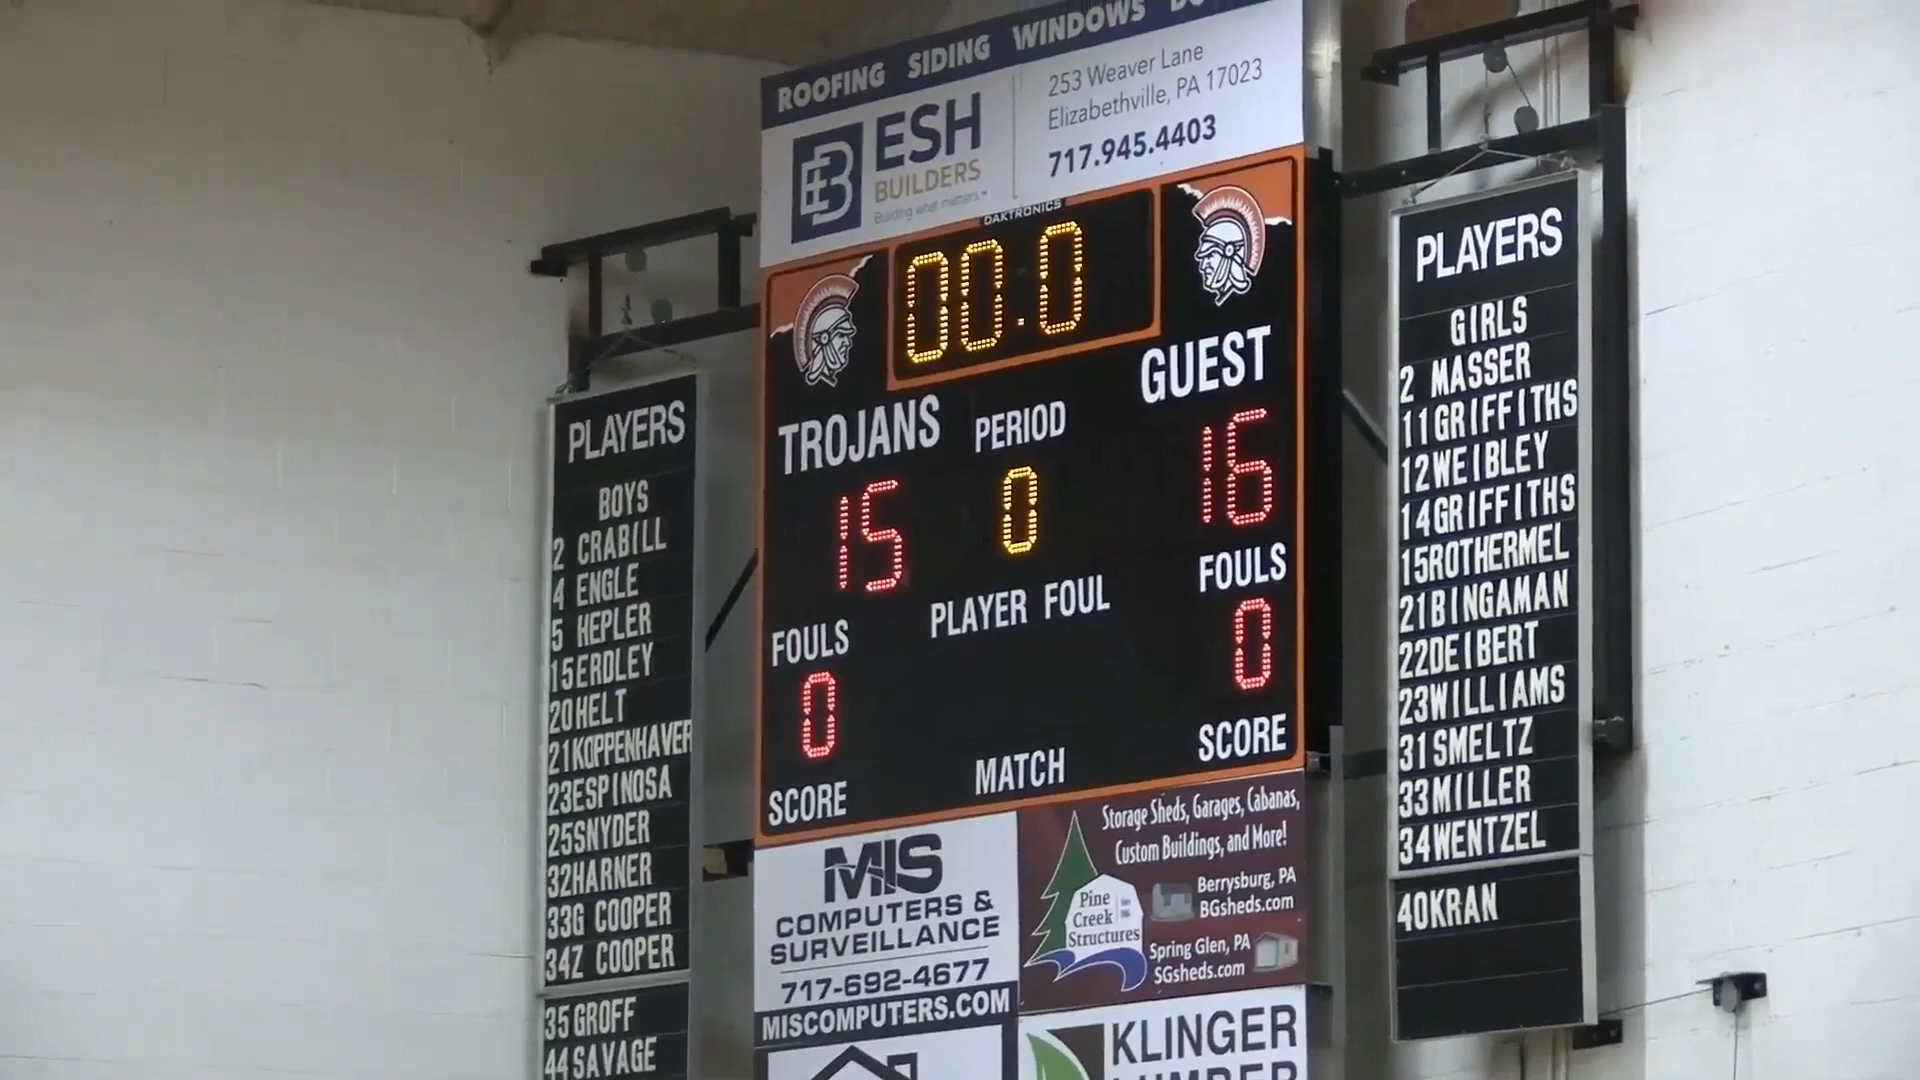 ROOFING SIDING WINDOWS
EB
ESH
BUILDERS
Building what matters.™
253 Weaver Lane
Elizabethville, PA 17023
717.945.4403
DAKTRONICS
00.0
TROJANS
PERIOD
GUEST
15
0
16
FOULS
PLAYER FOUL
FOULS
0
0
SCORE
MATCH
SCORE
PLAYERS
BOYS
2 CRABILL
4 ENGLE
5 HEPLER
15ERDLEY
20HELT
21KOPPENHAVER
23ESPINOSA
25SNYDER
32HARNER
33G COOPER
34Z COOPER
35GROFF
44SAVAGE
PLAYERS
GIRLS
2 MASSER
11GRIFFITHS
12WEIBLEY
14GRIFFITHS
15ROTHERMEL
21BINGAMAN
22DEIBERT
23WILLIAMS
31SMELTZ
33MILLER
34WENTZEL
40KRAN
MIS
COMPUTERS &
SURVEILLANCE
717-692-4677
MISCOMPUTERS.COM
Storage Sheds, Garages, Cabanas,
Custom Buildings, and More!
Pine
Creek
Structures
Berrysburg, PA
BGsheds.com
Spring Glen, PA
SGsheds.com
KLINGER
LUMBER